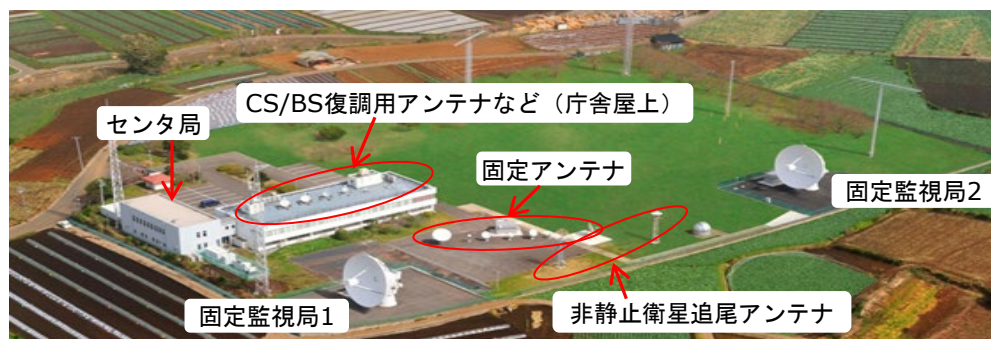 CS/BS復調用アンテナなど（庁舎屋上）
センタ局
固定アンテナ
固定監視局2
固定監視局1
非静止衛星追尾アンテナ